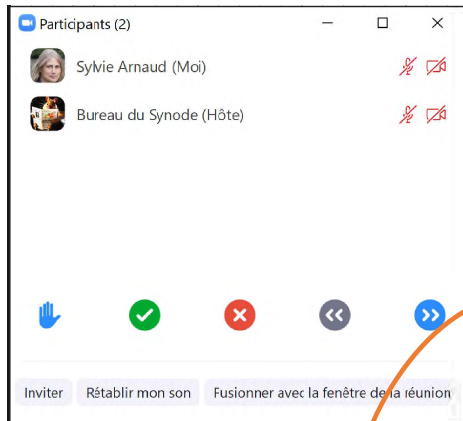 Participants (2)
Sylvie Arnaud (Moi)
Bureau du Synode (Hôte)
Inviter Rétablir mon son Fusionner avec la fenêtre de la réunion